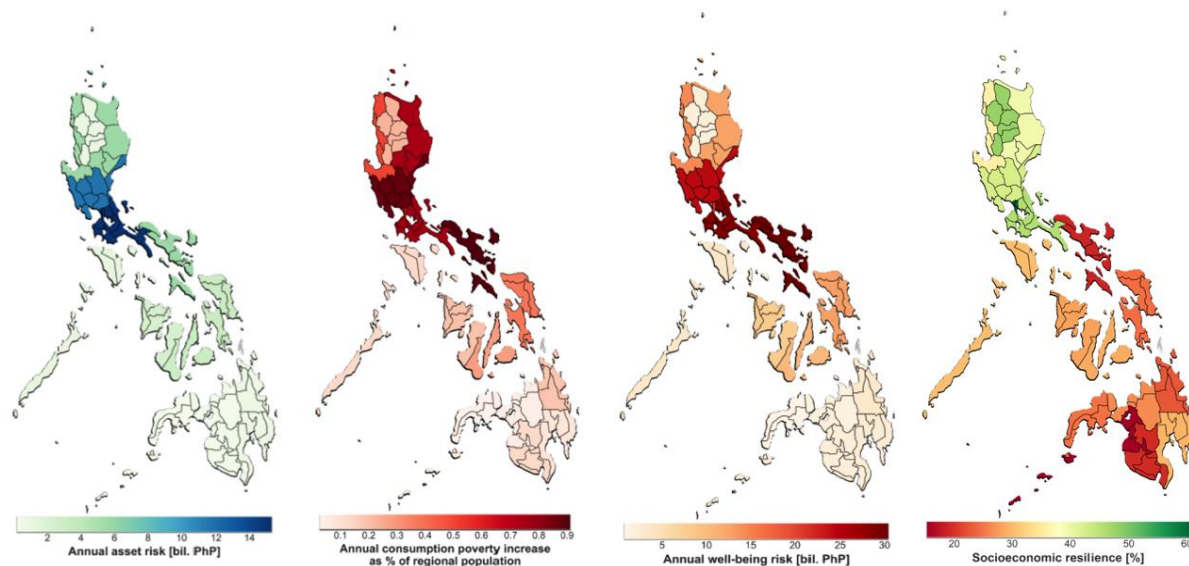 2 4 6 8 10 12 14
Annual asset risk [bil. PhP]
0.1 0.2 0.3 0.4 0.5 0.6 0.7 0.8 0.9
Annual consumption poverty increase
as % of regional population
5 10 15 20 25 30
Annual well-being risk [bil. PhP]
20 30 40 50 60
Socioeconomic resilience [%]